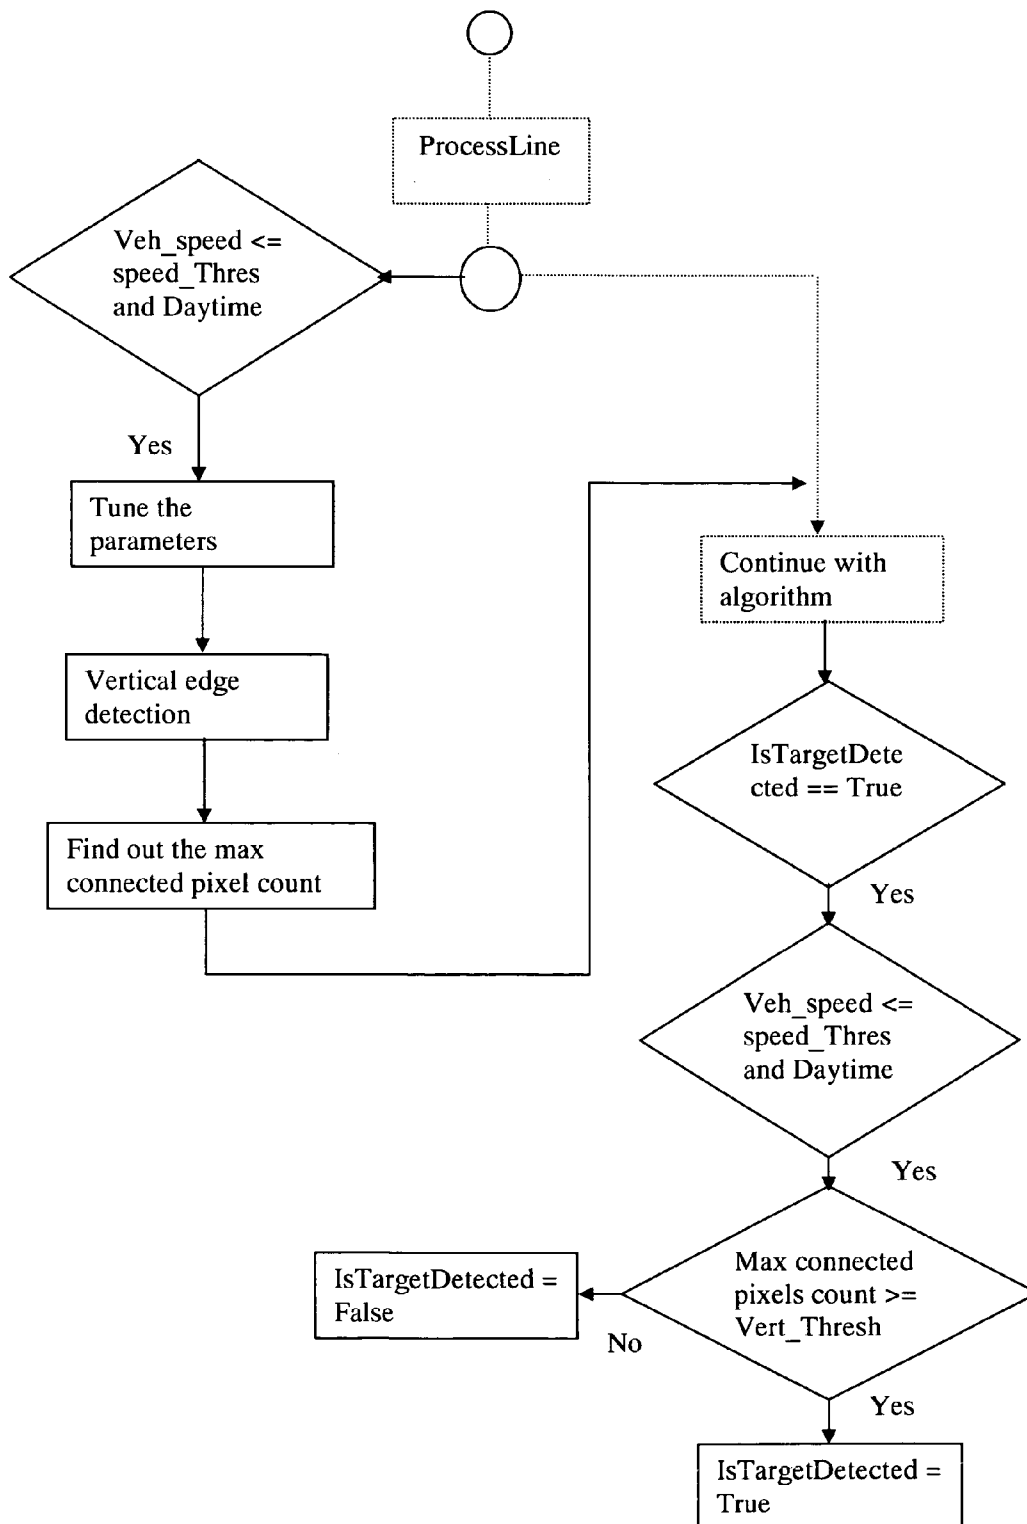 ProcessLine
Veh_speed <=
speed_Thres
and Daytime
Yes
Tune the
parameters
Vertical edge
detection
Find out the max
connected pixel count
Continue with
algorithm
IsTargetDete
cted == True
Yes
Veh_speed <=
speed_Thres
and Daytime
Yes
Max connected
pixels count >=
Vert_Thresh
No
IsTargetDetected =
False
Yes
IsTargetDetected =
True